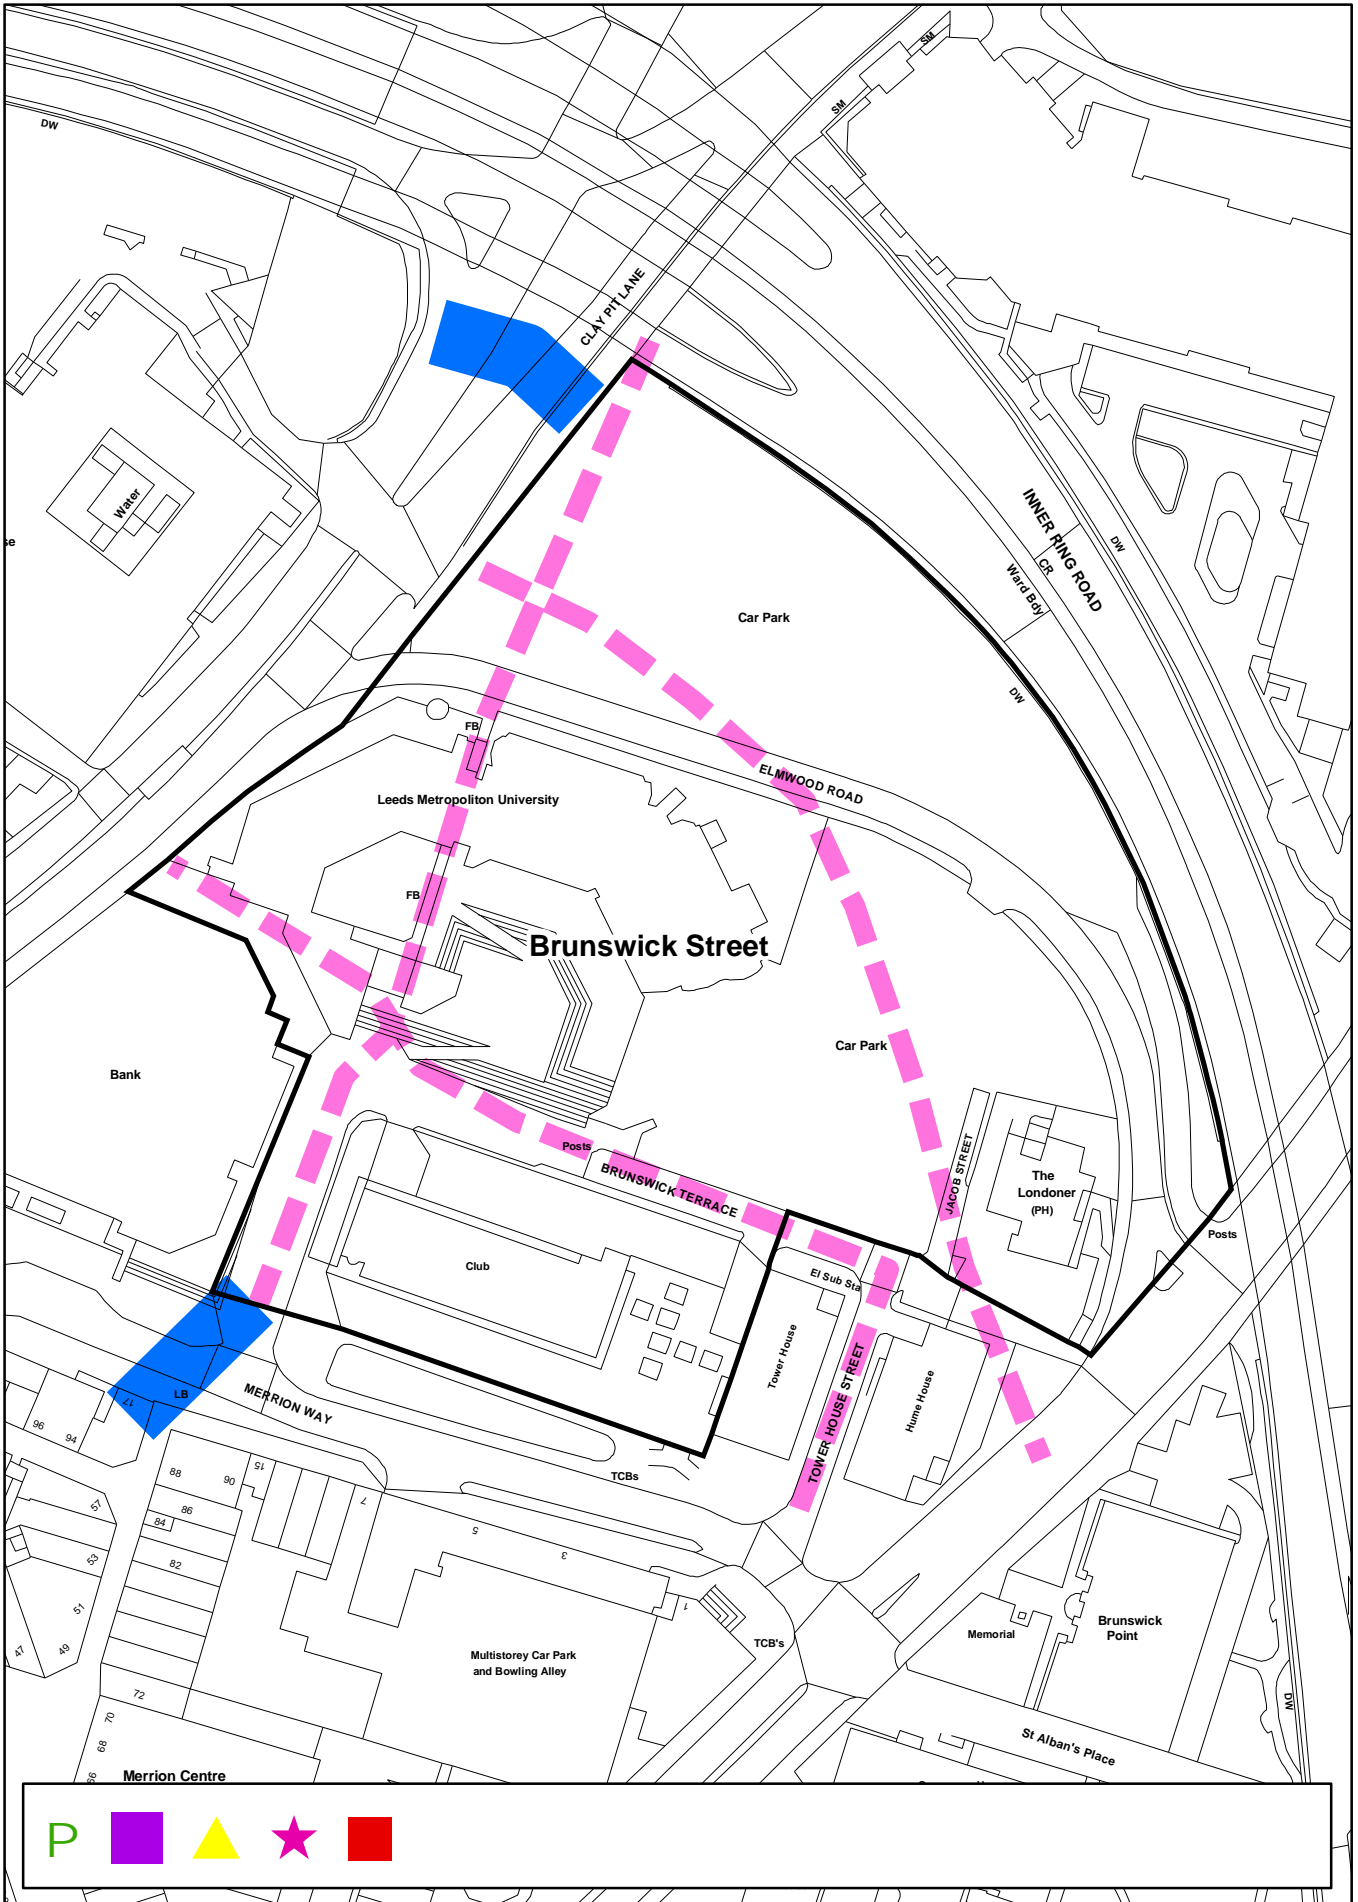 SM
SM
DW
CLAY PIT LANE
Water
se
INNER RING ROAD
DW
CR
Ward Bdy
Car Park
DW
FB
ELMWOOD ROAD
Leeds Metropoliton University
FB
Brunswick Street
Car Park
Bank
Posts
BRUNSWICK TERRACE
JACOB STREET
The
Londoner
(PH)
Posts
Club
El Sub Sta
Tower House
TOWER HOUSE STREET
Hume House
LB
17
MERRION WAY
96
94
TCBs
88
90
15
7
86
84
82
5
3
1
57
53
51
49
47
Multistorey Car Park
and Bowling Alley
TCB's
Memorial
Brunswick
Point
72
70
68
66
DW
St Alban's Place
Merrion Centre
P